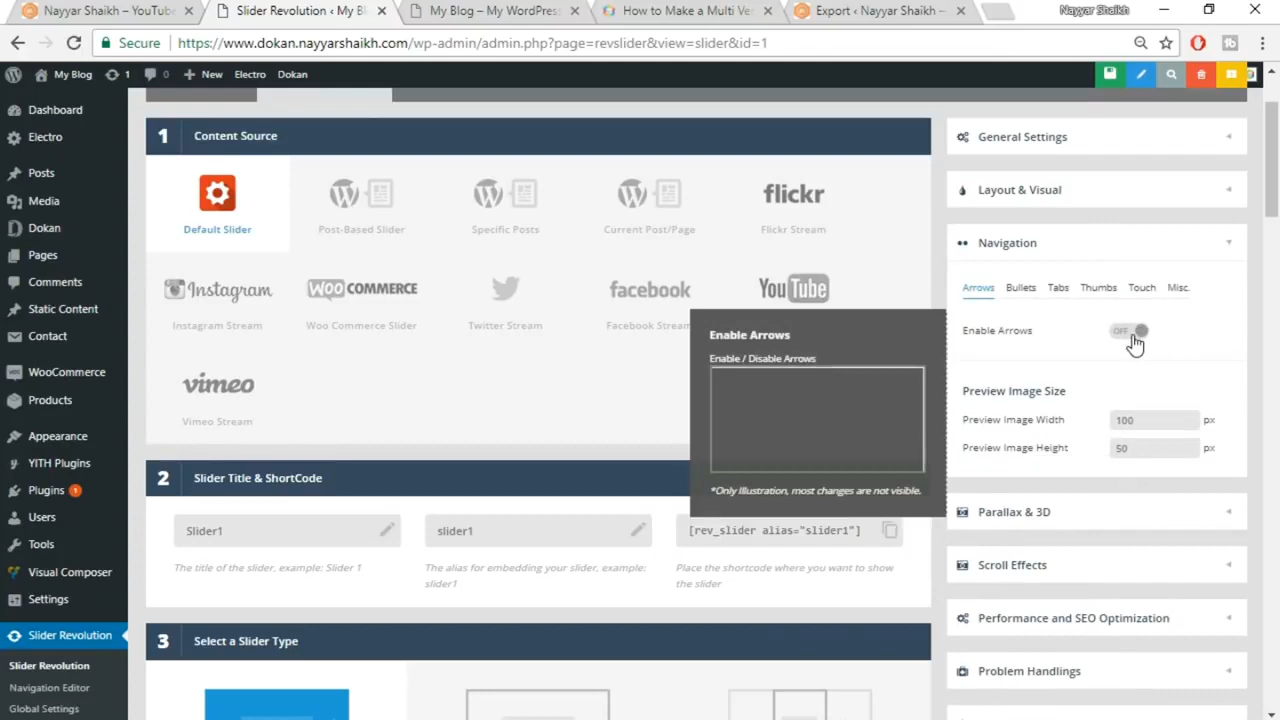 Nayyar Shaikh – YouTube
Slider Revolution ‹ My Bl
My Blog – My WordPress
How to Make a Multi Ve
Export ‹ Nayyar Shaikh –
Nayyar Shaikh
Secure
https://www.dokan.nayyarshaikh.com/wp-admin/admin.php?page=revslider&view=slider&id=1
My Blog
1
0
New
Electro
Dokan
Dashboard
Electro
Posts
Media
Dokan
Pages
Comments
Static Content
Contact
WooCommerce
Products
Appearance
YITH Plugins
Plugins 1
Users
Tools
Visual Composer
Settings
Slider Revolution
Slider Revolution
Navigation Editor
Global Settings
1 Content Source
Default Slider
Post-Based Slider
Specific Posts
Current Post/Page
flickr
Flickr Stream
Instagram
Instagram Stream
WOOCOMMERCE
Woo Commerce Slider
Twitter Stream
facebook
Facebook Stream
YouTube
vimeo
Vimeo Stream
Enable Arrows
Enable / Disable Arrows
*Only Illustration, most changes are not visible.
2 Slider Title & ShortCode
Slider1
The title of the slider, example: Slider 1
slider1
The alias for embedding your slider, example:
slider1
[rev_slider alias="slider1"]
Place the shortcode where you want to show
the slider
3 Select a Slider Type
General Settings
Layout & Visual
Navigation
Arrows Bullets Tabs Thumbs Touch Misc.
Enable Arrows OFF
Preview Image Size
Preview Image Width 100 px
Preview Image Height 50 px
Parallax & 3D
Scroll Effects
Performance and SEO Optimization
Problem Handlings